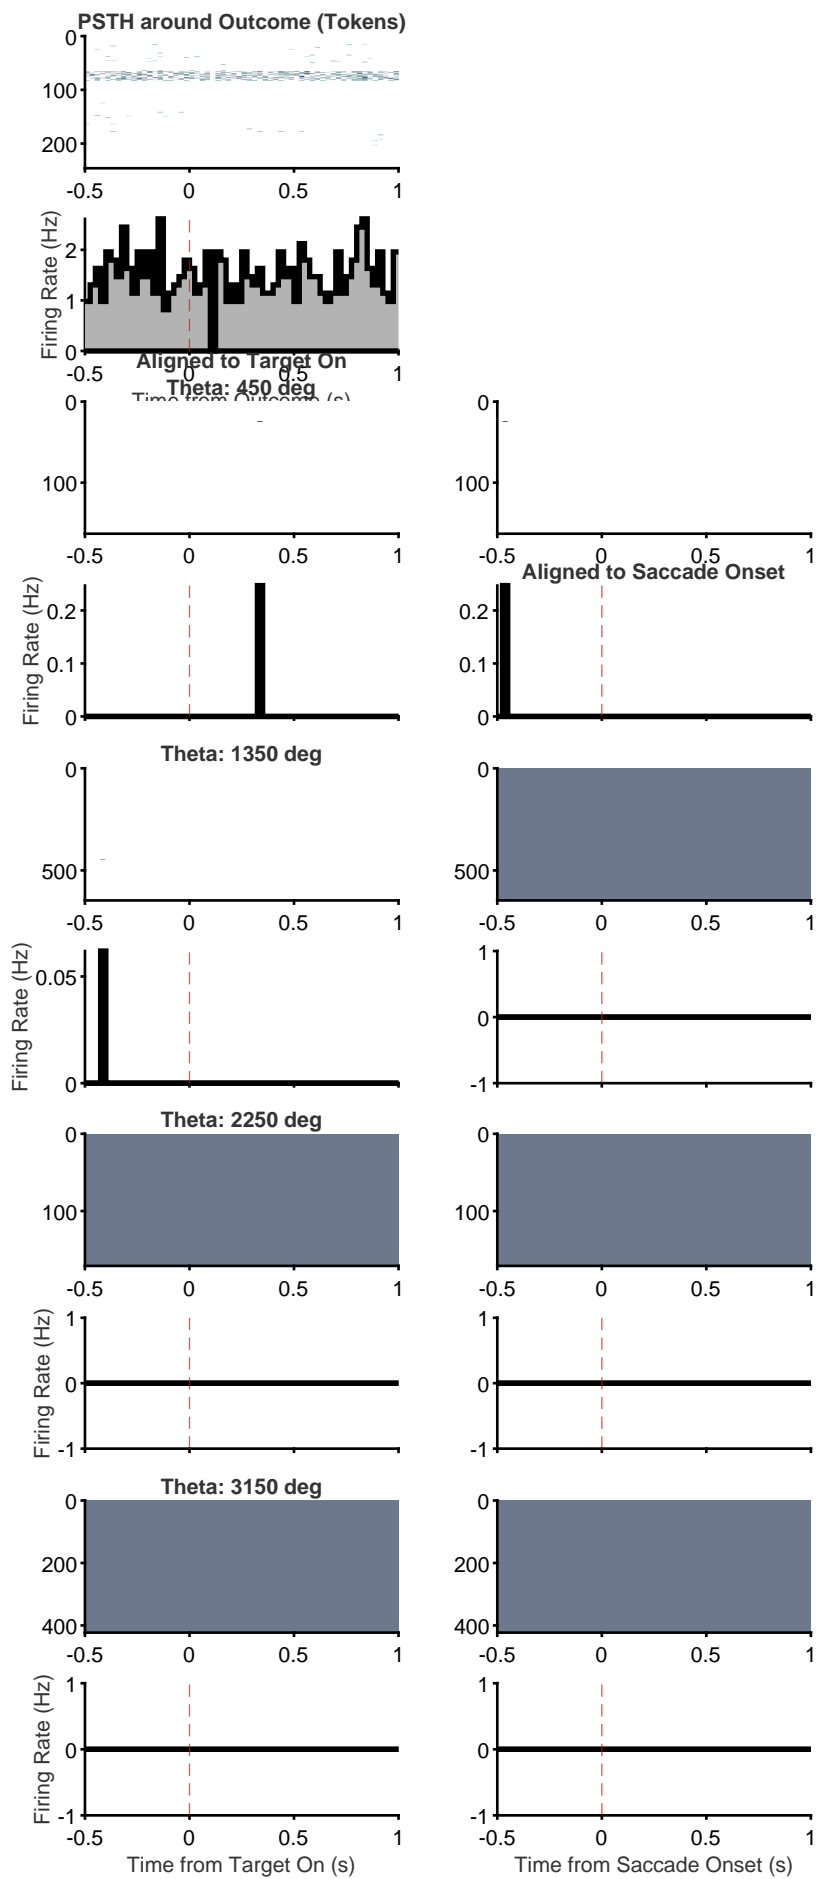 PSTH around Outcome (Tokens)
0
100
200
-0.5 0 0.5 1
Firing Rate (Hz)
2
1
0
-0.5 0 0.5 1
Time from Outcome (s)
Aligned to Target On
Theta: 450 deg
0
100
-0.5 0 0.5 1
0
100
-0.5 0 0.5 1
Aligned to Saccade Onset
Firing Rate (Hz)
0.2
0.1
0
0.2
0.1
0
Theta: 1350 deg
0
500
-0.5 0 0.5 1
0
500
-0.5 0 0.5 1
Firing Rate (Hz)
0.05
0
1
0
-1
Theta: 2250 deg
0
100
-0.5 0 0.5 1
0
100
-0.5 0 0.5 1
Firing Rate (Hz)
1
0
-1
1
0
-1
Theta: 3150 deg
0
200
400
-0.5 0 0.5 1
0
200
400
-0.5 0 0.5 1
Firing Rate (Hz)
1
0
-1
-0.5 0 0.5 1
Time from Target On (s)
1
0
-1
-0.5 0 0.5 1
Time from Saccade Onset (s)